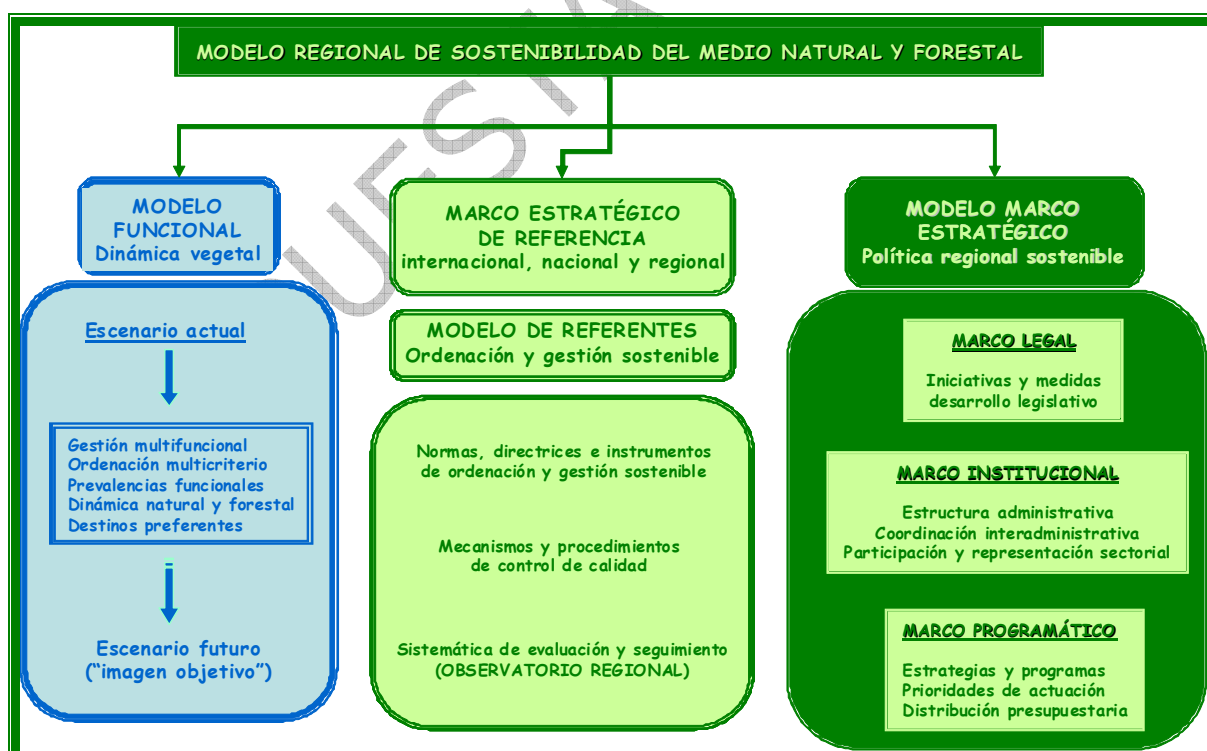 MODELO REGIONAL DE SOSTENIBILIDAD DEL MEDIO NATURAL Y FORESTAL
MODELO
FUNCIONAL
Dinámica vegetal
Escenario actual
Gestión multifuncional
Ordenación multicriterio
Prevalencias funcionales
Dinámica natural y forestal
Destinos preferentes
Escenario futuro
(“imagen objetivo”)
MARCO ESTRATÉGICO
DE REFERENCIA
internacional, nacional y regional
MODELO DE REFERENTES
Ordenación y gestión sostenible
Normas, directrices e instrumentos
de ordenación y gestión sostenible
Mecanismos y procedimientos
de control de calidad
Sistemática de evaluación y seguimiento
(OBSERVATORIO REGIONAL)
MODELO MARCO
ESTRATÉGICO
Política regional sostenible
MARCO LEGAL
Iniciativas y medidas
desarrollo legislativo
MARCO INSTITUCIONAL
Estructura administrativa
Coordinación interadministrativa
Participación y representación sectorial
MARCO PROGRAMÁTICO
Estrategias y programas
Prioridades de actuación
Distribución presupuestaria